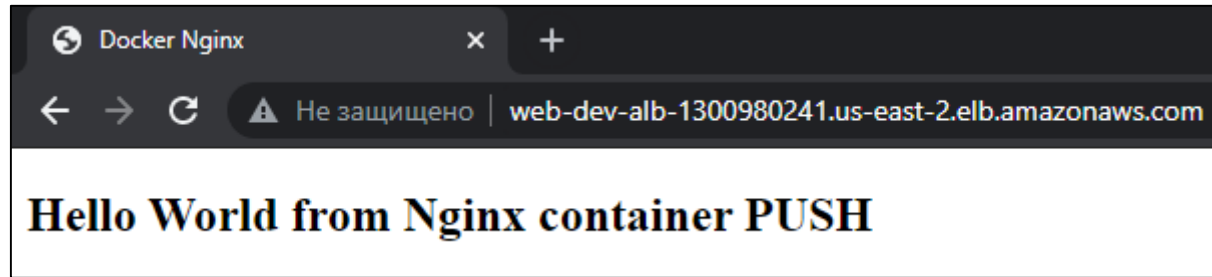 Docker Nginx
Не защищено | web-dev-alb-1300980241.us-east-2.elb.amazonaws.com
Hello World from Nginx container PUSH